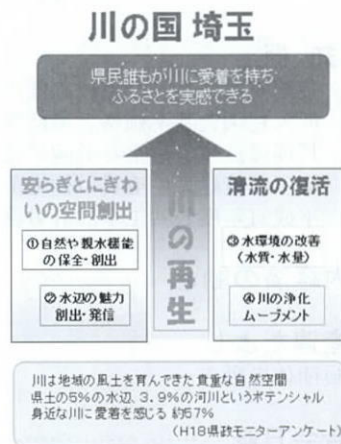 川の国 埼玉
県民誰もが川に愛着を持ち
ふるさとを実感できる
川の再生
安らぎとにぎわ
いの空間創出
①自然や親水機能
の保全・創出
②水辺の魅力
創出・発信
清流の復活
③水環境の改善
(水質・水量)
④川の浄化
ムーブメント
川は地域の風土を育んできた貴重な自然空間
県土の5%の水辺、3.9%の河川というポテンシャル
身近な川に愛着を感じる 約57%
(H18県政モニターアンケート)